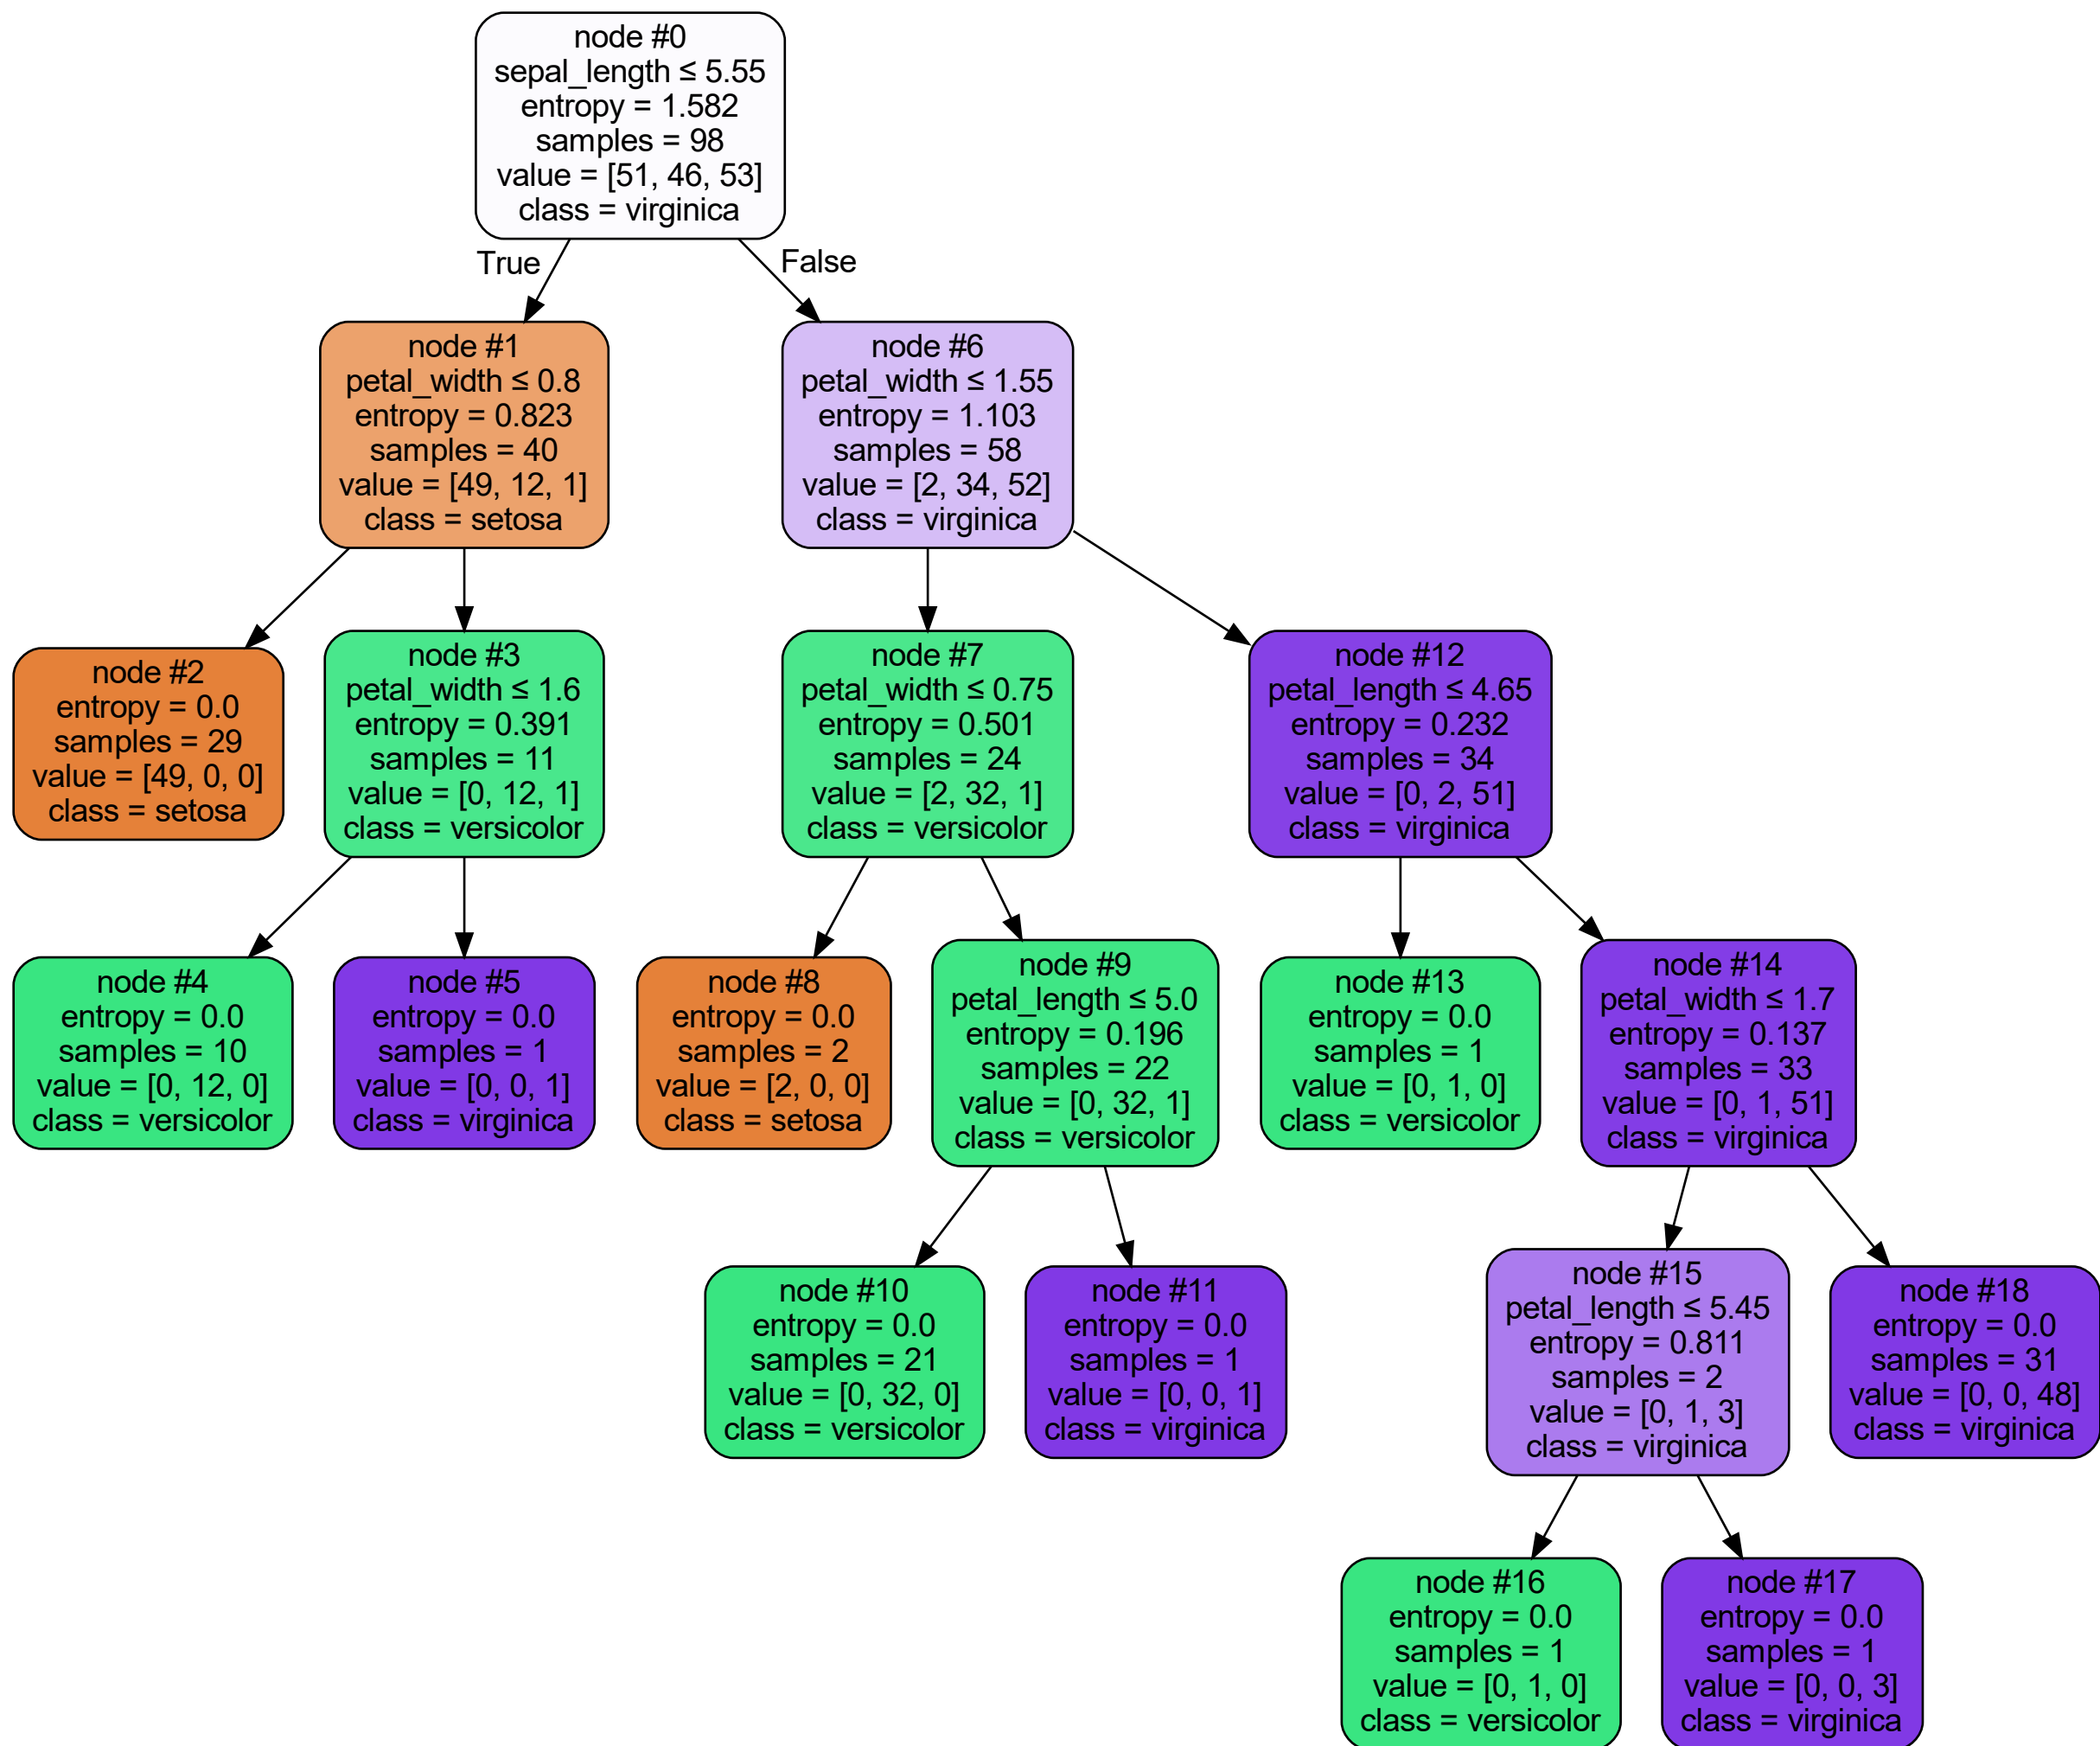 node #0
sepal_length ≤ 5.55
entropy = 1.582
samples = 98
value = [51, 46, 53]
class = virginica
True
False
node #1
petal_width ≤ 0.8
entropy = 0.823
samples = 40
value = [49, 12, 1]
class = setosa
node #6
petal_width ≤ 1.55
entropy = 1.103
samples = 58
value = [2, 34, 52]
class = virginica
node #2
entropy = 0.0
samples = 29
value = [49, 0, 0]
class = setosa
node #3
petal_width ≤ 1.6
entropy = 0.391
samples = 11
value = [0, 12, 1]
class = versicolor
node #7
petal_width ≤ 0.75
entropy = 0.501
samples = 24
value = [2, 32, 1]
class = versicolor
node #12
petal_length ≤ 4.65
entropy = 0.232
samples = 34
value = [0, 2, 51]
class = virginica
node #4
entropy = 0.0
samples = 10
value = [0, 12, 0]
class = versicolor
node #5
entropy = 0.0
samples = 1
value = [0, 0, 1]
class = virginica
node #8
entropy = 0.0
samples = 2
value = [2, 0, 0]
class = setosa
node #9
petal_length ≤ 5.0
entropy = 0.196
samples = 22
value = [0, 32, 1]
class = versicolor
node #13
entropy = 0.0
samples = 1
value = [0, 1, 0]
class = versicolor
node #14
petal_width ≤ 1.7
entropy = 0.137
samples = 33
value = [0, 1, 51]
class = virginica
node #10
entropy = 0.0
samples = 21
value = [0, 32, 0]
class = versicolor
node #11
entropy = 0.0
samples = 1
value = [0, 0, 1]
class = virginica
node #15
petal_length ≤ 5.45
entropy = 0.811
samples = 2
value = [0, 1, 3]
class = virginica
node #18
entropy = 0.0
samples = 31
value = [0, 0, 48]
class = virginica
node #16
entropy = 0.0
samples = 1
value = [0, 1, 0]
class = versicolor
node #17
entropy = 0.0
samples = 1
value = [0, 0, 3]
class = virginica